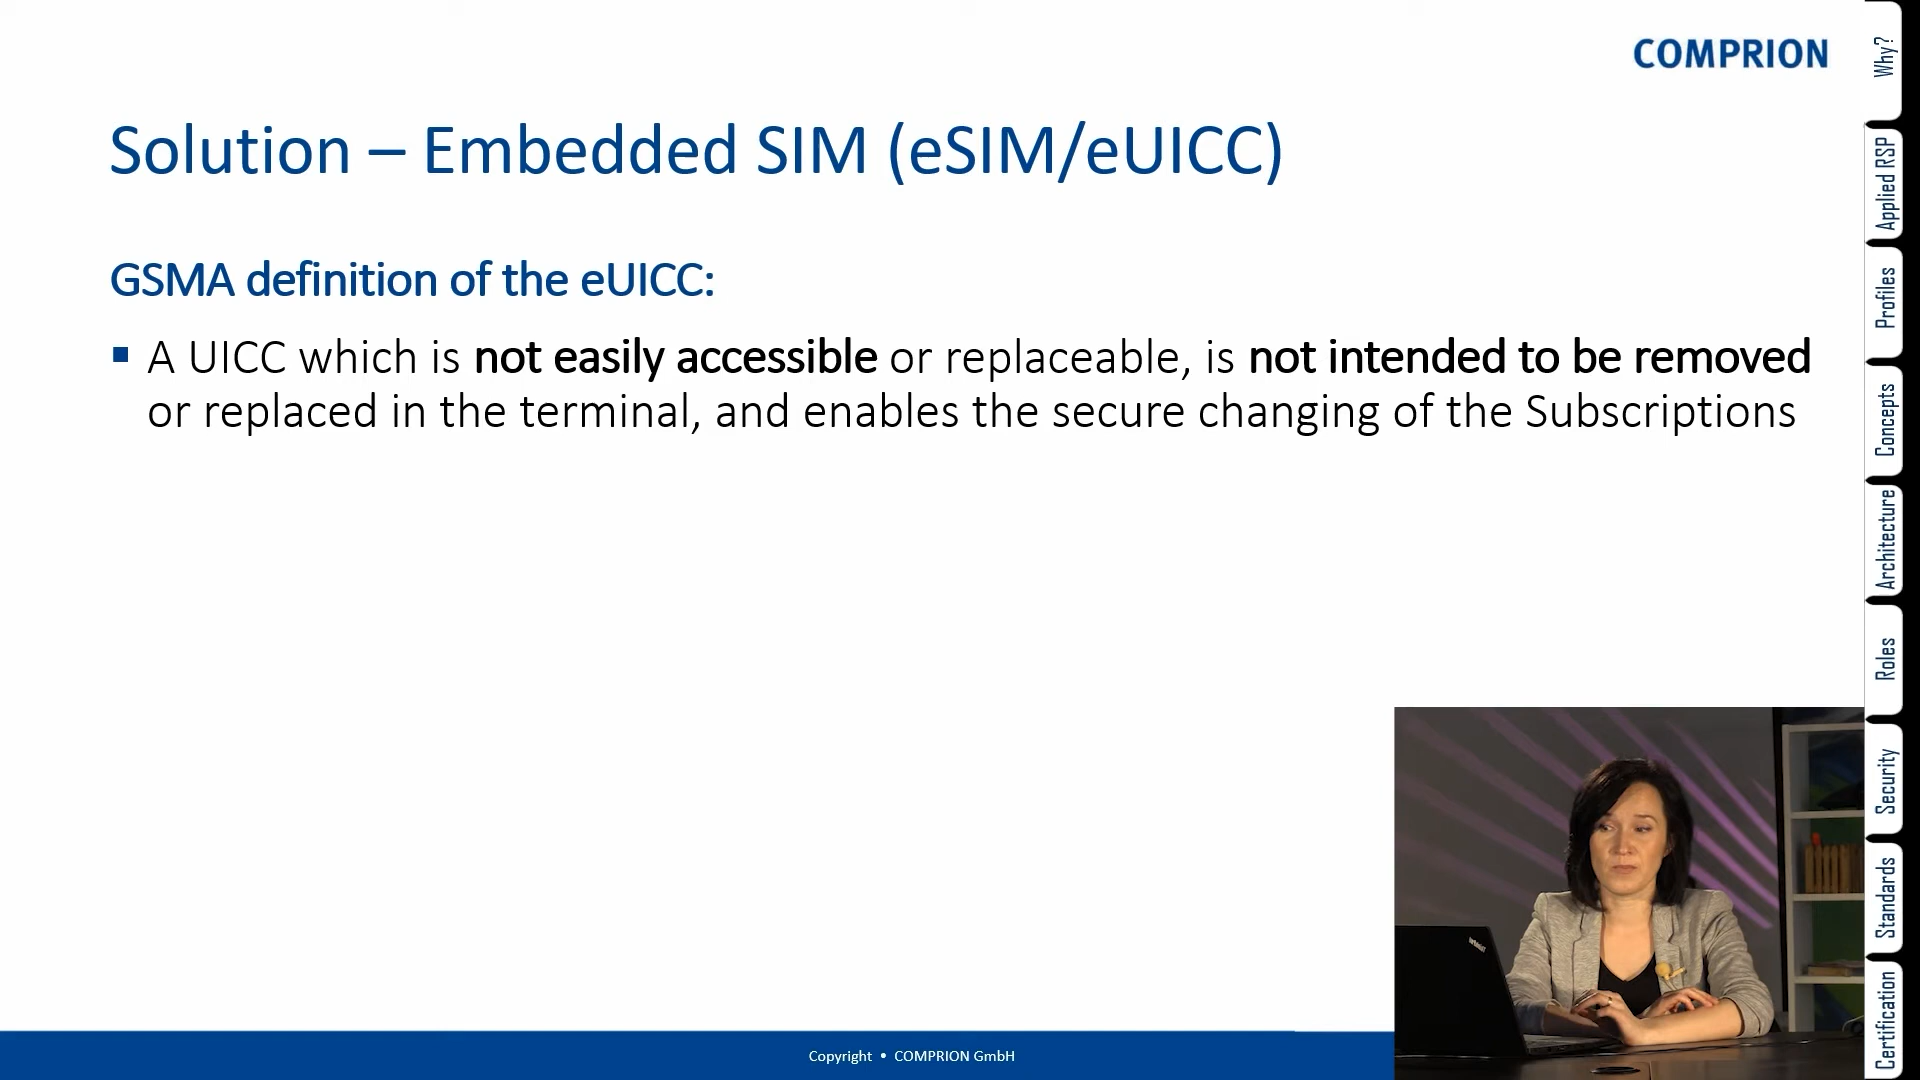 COMPRION
Solution – Embedded SIM (eSIM/eUICC)
GSMA definition of the eUICC:
▪ A UICC which is not easily accessible or replaceable, is not intended to be removed
or replaced in the terminal, and enables the secure changing of the Subscriptions
Why?
Applied RSP
Profiles
Concepts
Architecture
Roles
Security
Standards
Certification
ThinkPad
Copyright • COMPRION GmbH